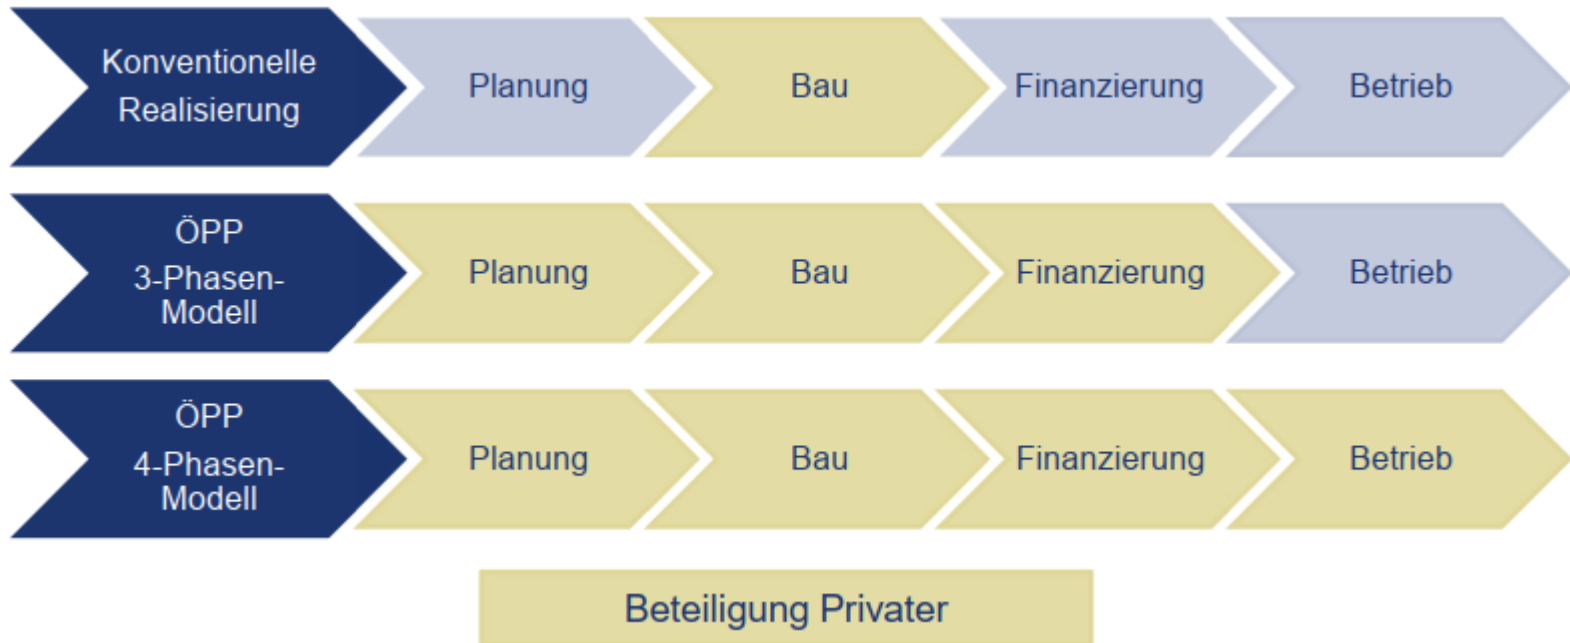 Konventionelle
Realisierung
Planung
Bau
Finanzierung
Betrieb
ÖPP
3-Phasen-
Modell
Planung
Bau
Finanzierung
Betrieb
ÖPP
4-Phasen-
Modell
Planung
Bau
Finanzierung
Betrieb
Beteiligung Privater